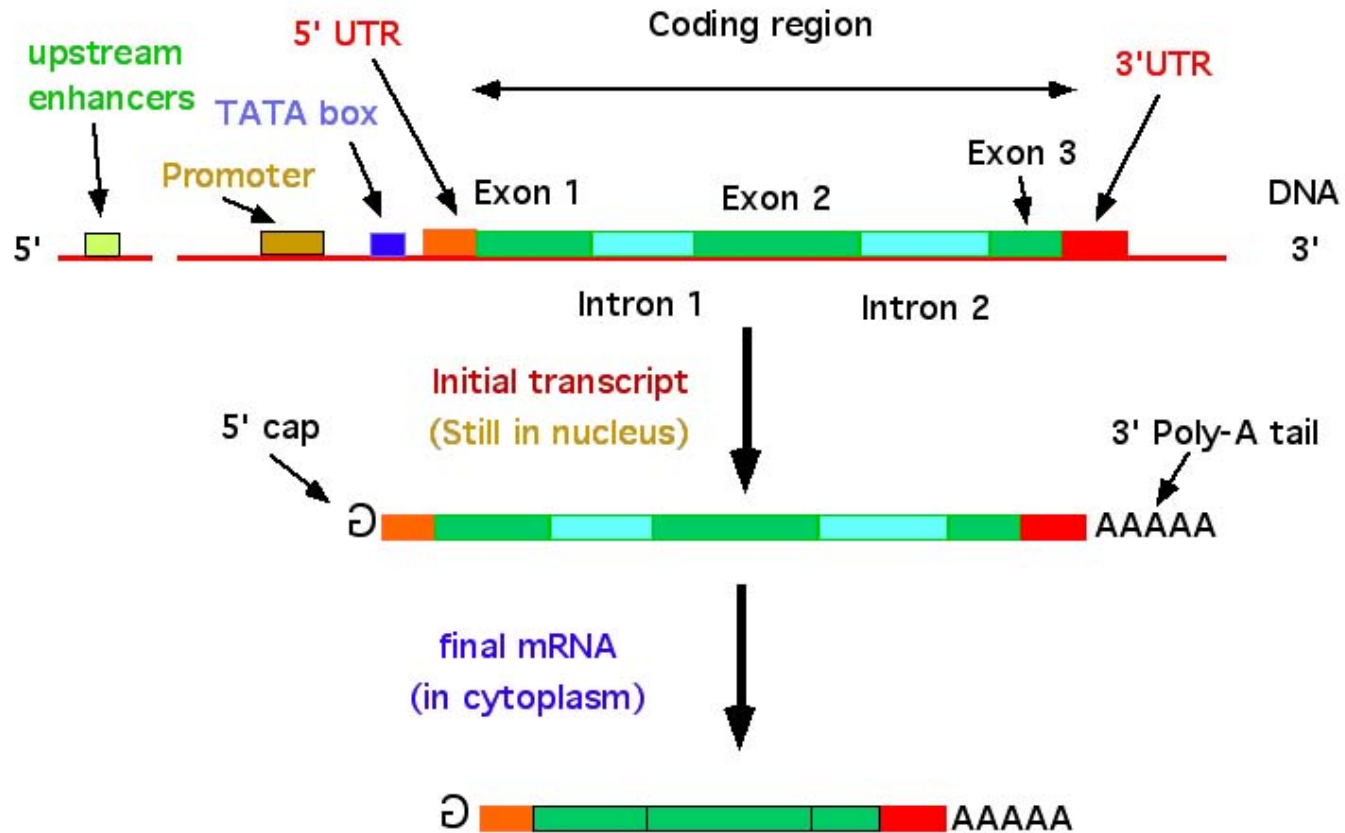 upstream
enhancers
5' UTR
Coding region
3'UTR
TATA box
Promoter
Exon 1
Exon 2
Exon 3
DNA
5'
3'
Intron 1
Intron 2
Initial transcript
(Still in nucleus)
5' cap
3' Poly-A tail
G
AAAAA
final mRNA
(in cytoplasm)
G
AAAAA